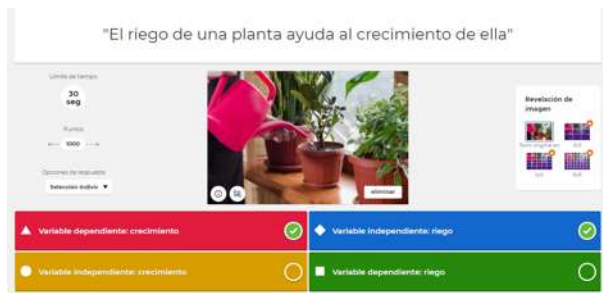 "El riego de una planta ayuda al crecimiento de ella"
Límite de tiempo
30
seg
Puntos
1000
Opciones de respuesta
Selección individ
eliminar
Revelación de
imagen
Variable dependiente: crecimiento
Variable independiente: riego
Variable independiente: crecimiento
Variable dependiente: riego